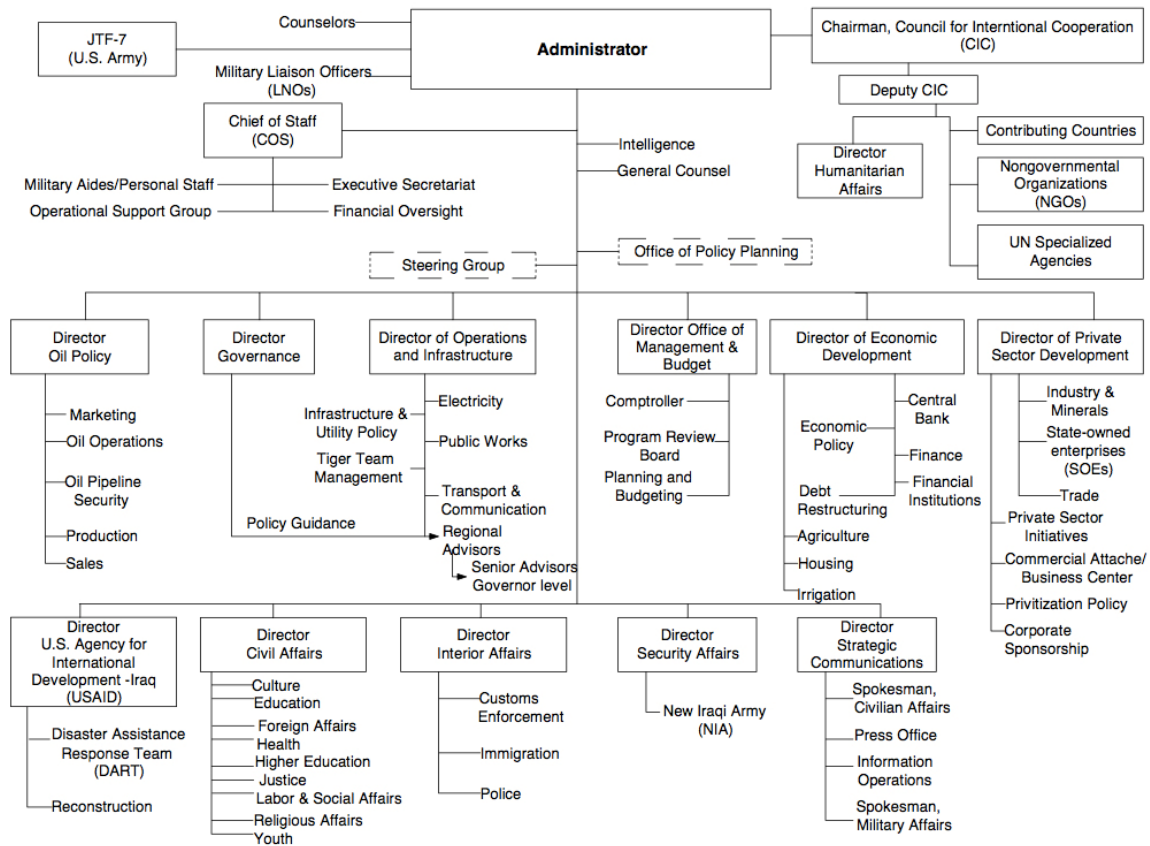 Counselors
JTF-7
(U.S. Army)
Administrator
Chairman, Council for Interntional Cooperation
(CIC)
Military Liaison Officers
(LNOs)
Deputy CIC
Chief of Staff
(COS)
Contributing Countries
Intelligence
General Counsel
Director
Humanitarian
Affairs
Nongovernmental
Organizations
(NGOs)
Military Aides/Personal Staff
Executive Secretariat
Operational Support Group
Financial Oversight
UN Specialized
Agencies
Steering Group
Office of Policy Planning
Director
Oil Policy
Director
Governance
Director of Operations
and Infrastructure
Director Office of
Management &
Budget
Director of Economic
Development
Director of Private
Sector Development
Marketing
Oil Operations
Oil Pipeline
Security
Production
Sales
Policy Guidance
Electricity
Infrastructure &
Utility Policy
Public Works
Tiger Team
Management
Transport &
Communication
Regional
Advisors
Senior Advisors
Governor level
Comptroller
Program Review
Board
Planning and
Budgeting
Central
Bank
Economic
Policy
Finance
Financial
Institutions
Debt
Restructuring
Agriculture
Housing
Irrigation
Industry &
Minerals
State-owned
enterprises
(SOEs)
Trade
Private Sector
Initiatives
Commercial Attache/
Business Center
Privitization Policy
Corporate
Sponsorship
Director
U.S. Agency for
International
Development -Iraq
(USAID)
Director
Civil Affairs
Director
Interior Affairs
Director
Security Affairs
Director
Strategic
Communications
Disaster Assistance
Response Team
(DART)
Reconstruction
Culture
Education
Foreign Affairs
Health
Higher Education
Justice
Labor & Social Affairs
Religious Affairs
Youth
Customs
Enforcement
Immigration
Police
New Iraqi Army
(NIA)
Spokesman,
Civilian Affairs
Press Office
Information
Operations
Spokesman,
Military Affairs